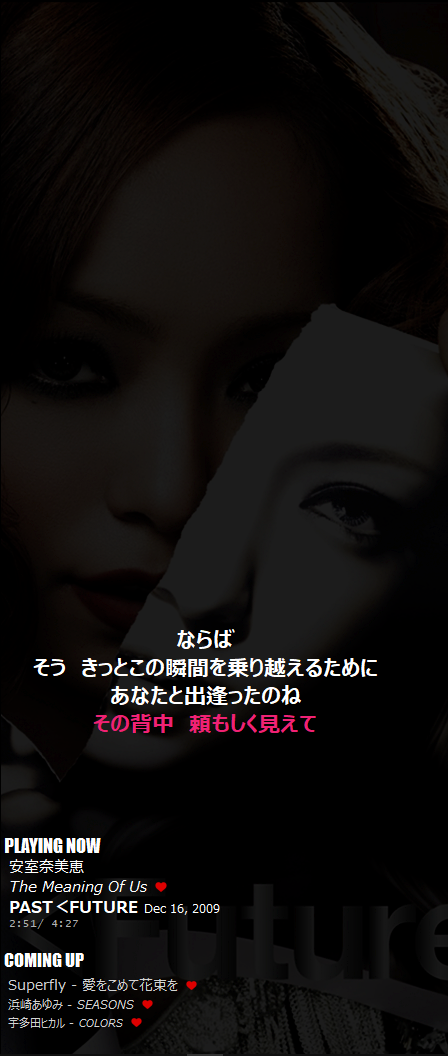 ならば
そう　きっとこの瞬間を乗り越えるために
あなたと出逢ったのね
その背中　頼もしく見えて
PLAYING NOW
安室奈美恵
The Meaning Of Us ♥
PAST<FUTURE Dec 16, 2009
2:51/ 4:27
COMING UP
Superfly - 愛をこめて花束を ♥
浜崎あゆみ - SEASONS ♥
宇多田ヒカル - COLORS ♥
Future